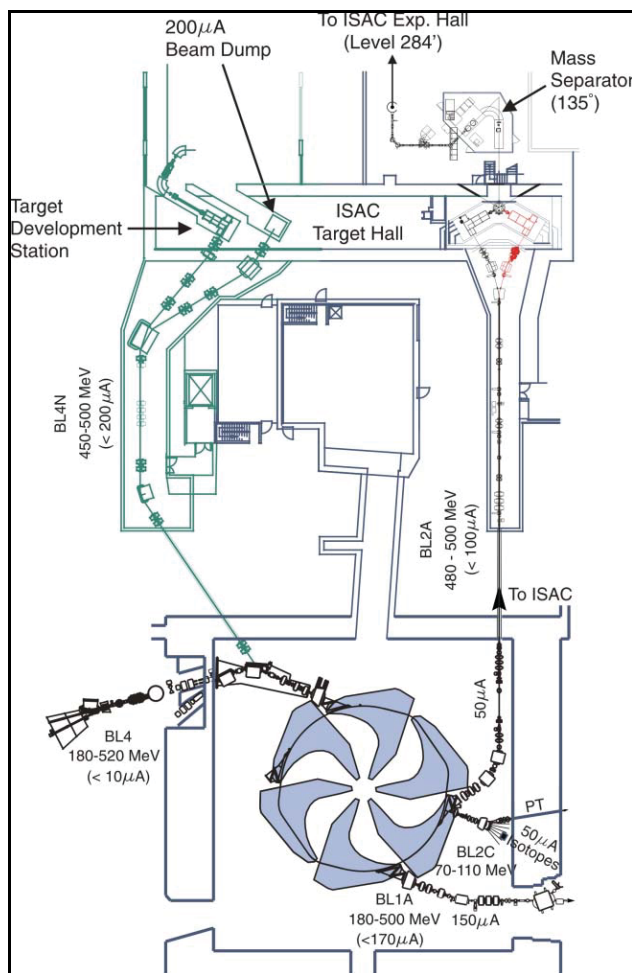 To ISAC Exp. Hall
(Level 284')
200μA
Beam Dump
Mass
Separator
(135°)
Target
Development
Station
ISAC
Target Hall
BL4N
450-500 MeV
(< 200μA)
BL2A
480 - 500 MeV
(< 100μA)
To ISAC
50μA
BL4
180-520 MeV
(< 10μA)
PT
50μA
Isotopes
BL2C
70-110 MeV
BL1A
180-500 MeV
(<170μA)
150μA